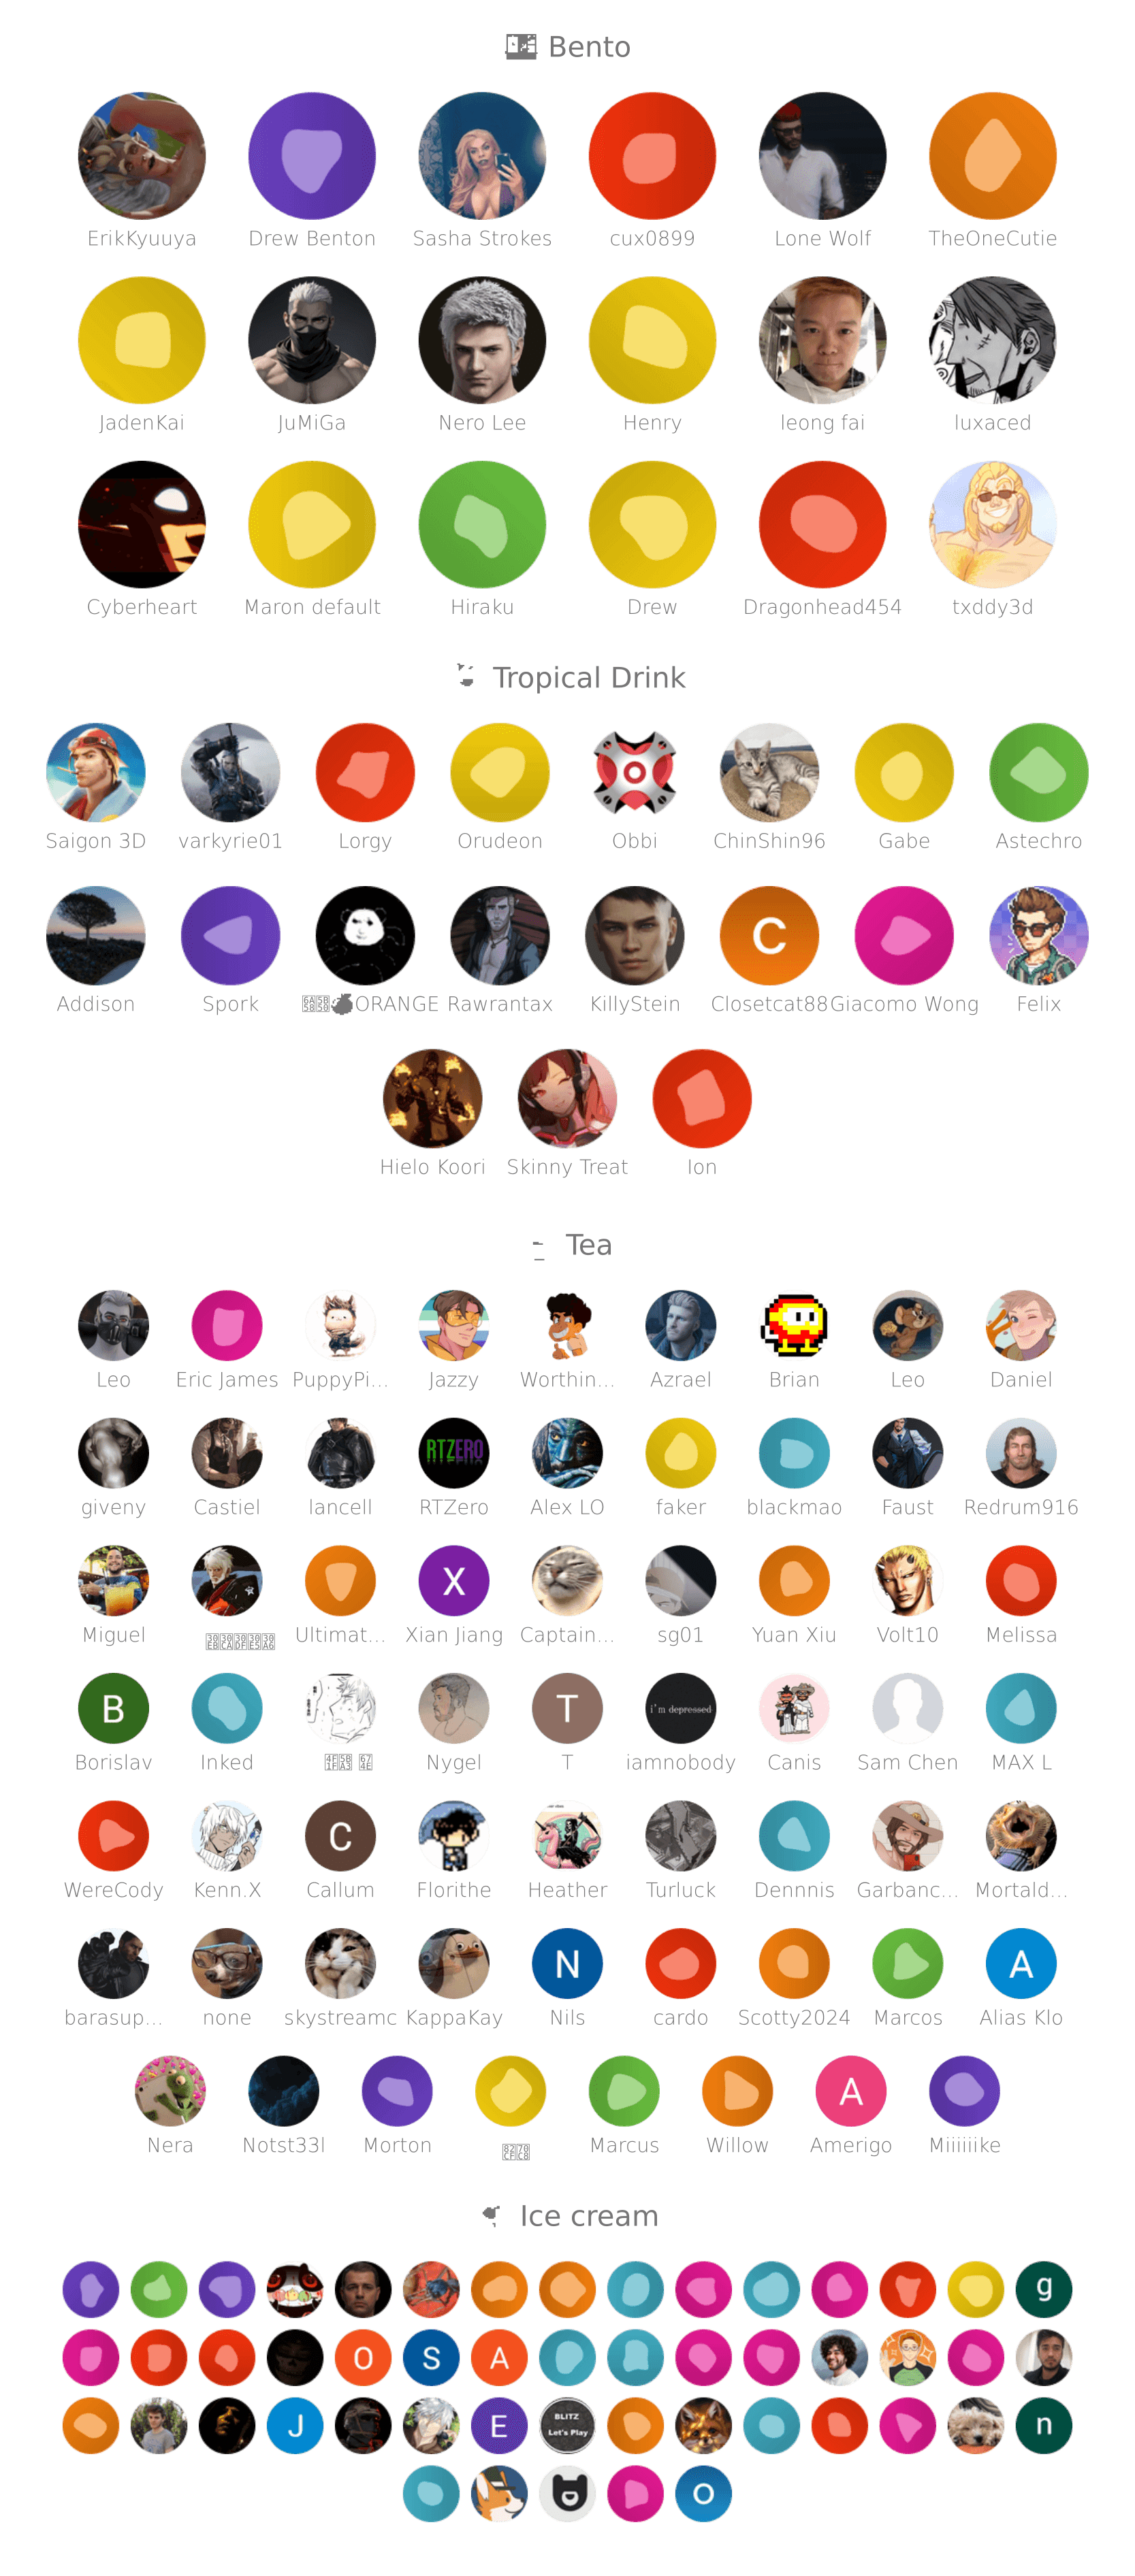 Bento
ErikKyuuya Drew Benton Sasha Strokes cux0899 Lone Wolf TheOneCutie
JadenKai JuMiGa Nero Lee Henry leong fai luxaced
Cyberheart Maron default Hiraku Drew Dragonhead454 txddy3d
Tropical Drink
Saigon 3D varkyrie01 Lorgy Orudeon Obbi ChinShin96 Gabe Astechro
C
Addison Spork ORANGE Rawrantax KillyStein Closetcat88 Giacomo Wong Felix
Hielo Koori Skinny Treat Ion
Tea
Leo Eric James PuppyPi... Jazzy Worthin... Azrael Brian Leo Daniel
RTZERO
giveny Castiel lancell RTZero Alex LO faker blackmao Faust Redrum916
X
Miguel Ultimat... Xian Jiang Captain... sg01 Yuan Xiu Volt10 Melissa
B T i'm depressed
Borislav Inked Nygel T iamnobody Canis Sam Chen MAX L
C
WereCody Kenn.X Callum Florithe Heather Turluck Dennnis Garbanc... Mortald...
N A
barasup... none skystreamc KappaKay Nils cardo Scotty2024 Marcos Alias Klo
A
Nera Notst33l Morton Marcus Willow Amerigo Miiiiiike
Ice cream
g
O S A
J E BLITZ Let's Play n
O